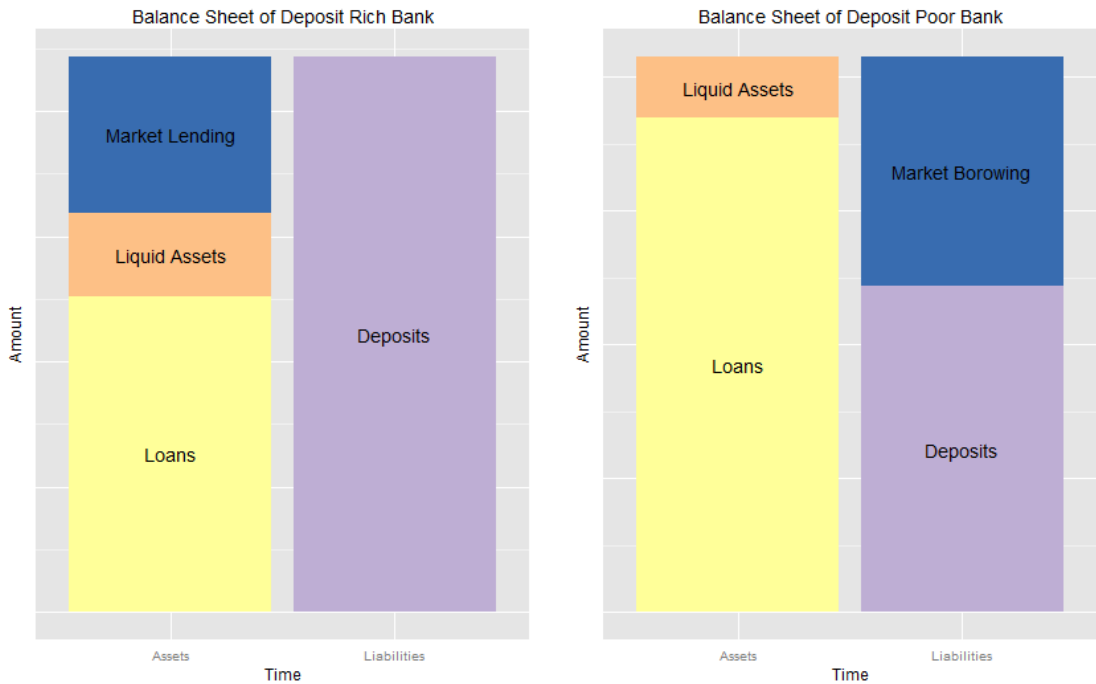 Balance Sheet of Deposit Rich Bank
Amount
Market Lending
Liquid Assets
Loans
Deposits
Assets
Liabilities
Time
Balance Sheet of Deposit Poor Bank
Amount
Liquid Assets
Loans
Market Borrowing
Deposits
Assets
Liabilities
Time